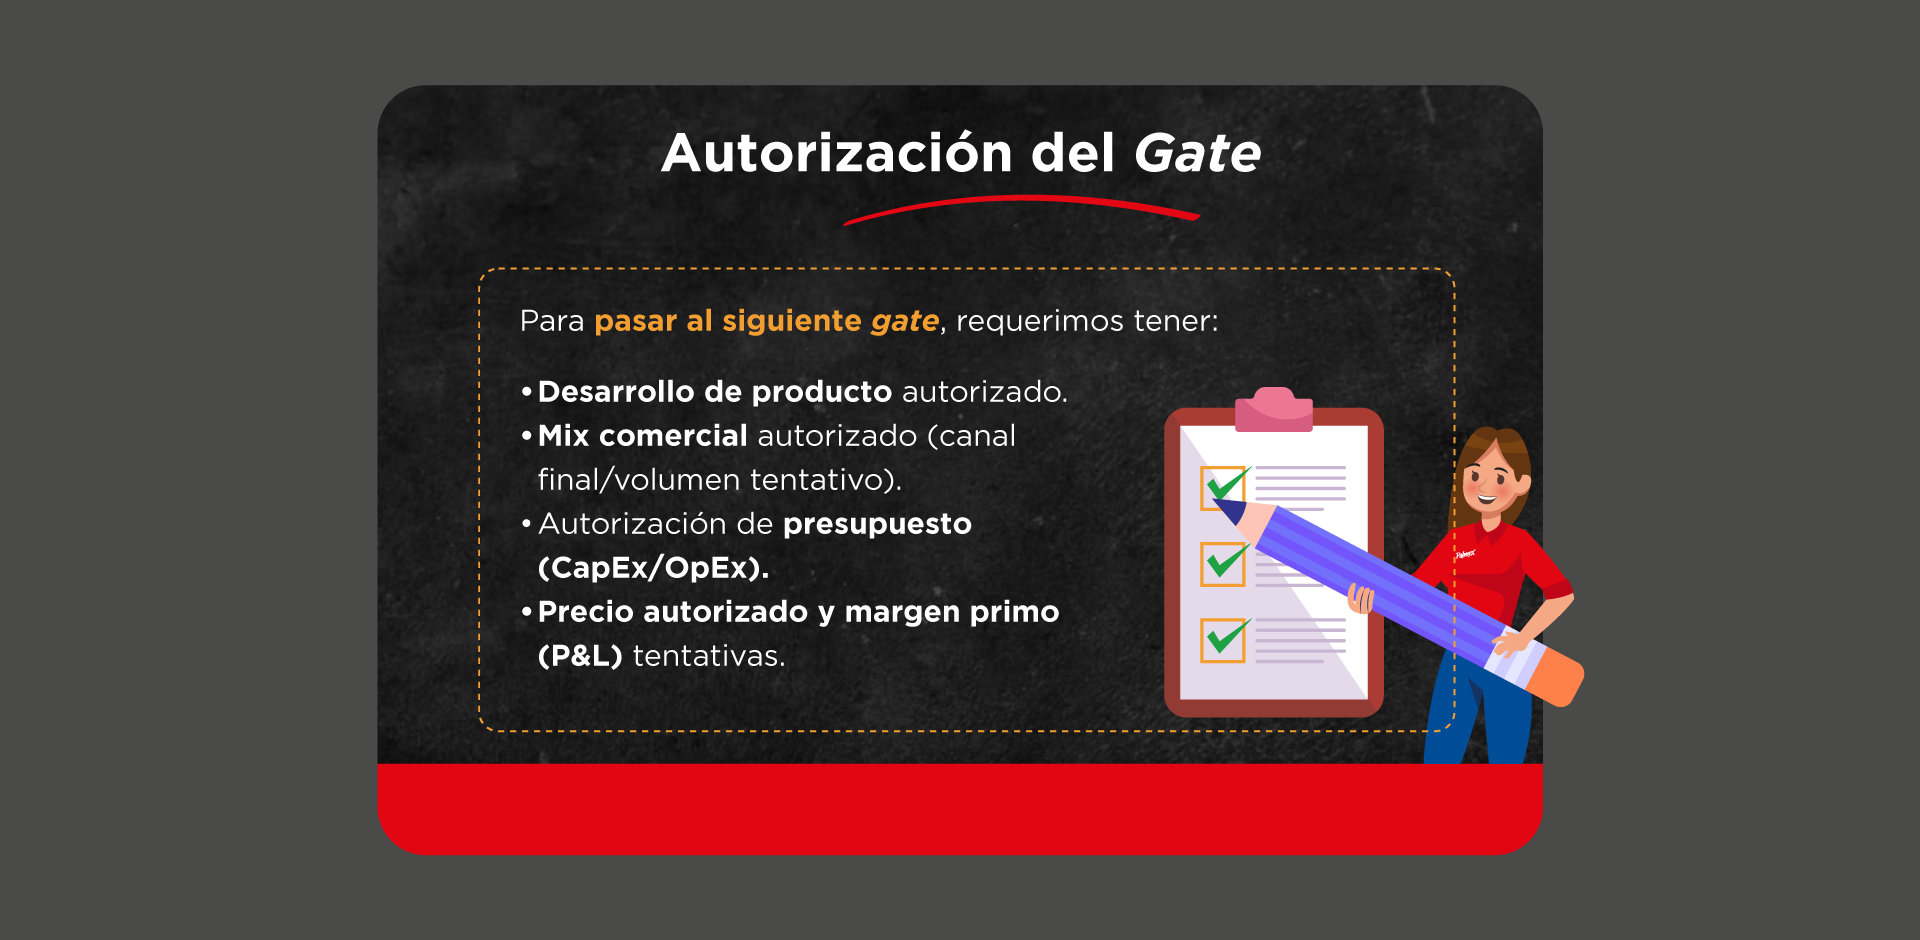 Autorización del Gate
Para pasar al siguiente gate, requerimos tener:
• Desarrollo de producto autorizado.
• Mix comercial autorizado (canal
final/volumen tentativo).
• Autorización de presupuesto
(CapEx/OpEx).
• Precio autorizado y margen primo
(P&L) tentativas.